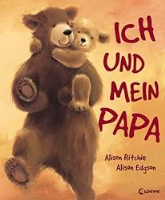 ICH
UND
MEIN
PAPA
Alison Ritchie
Alison Edgson
Loewe